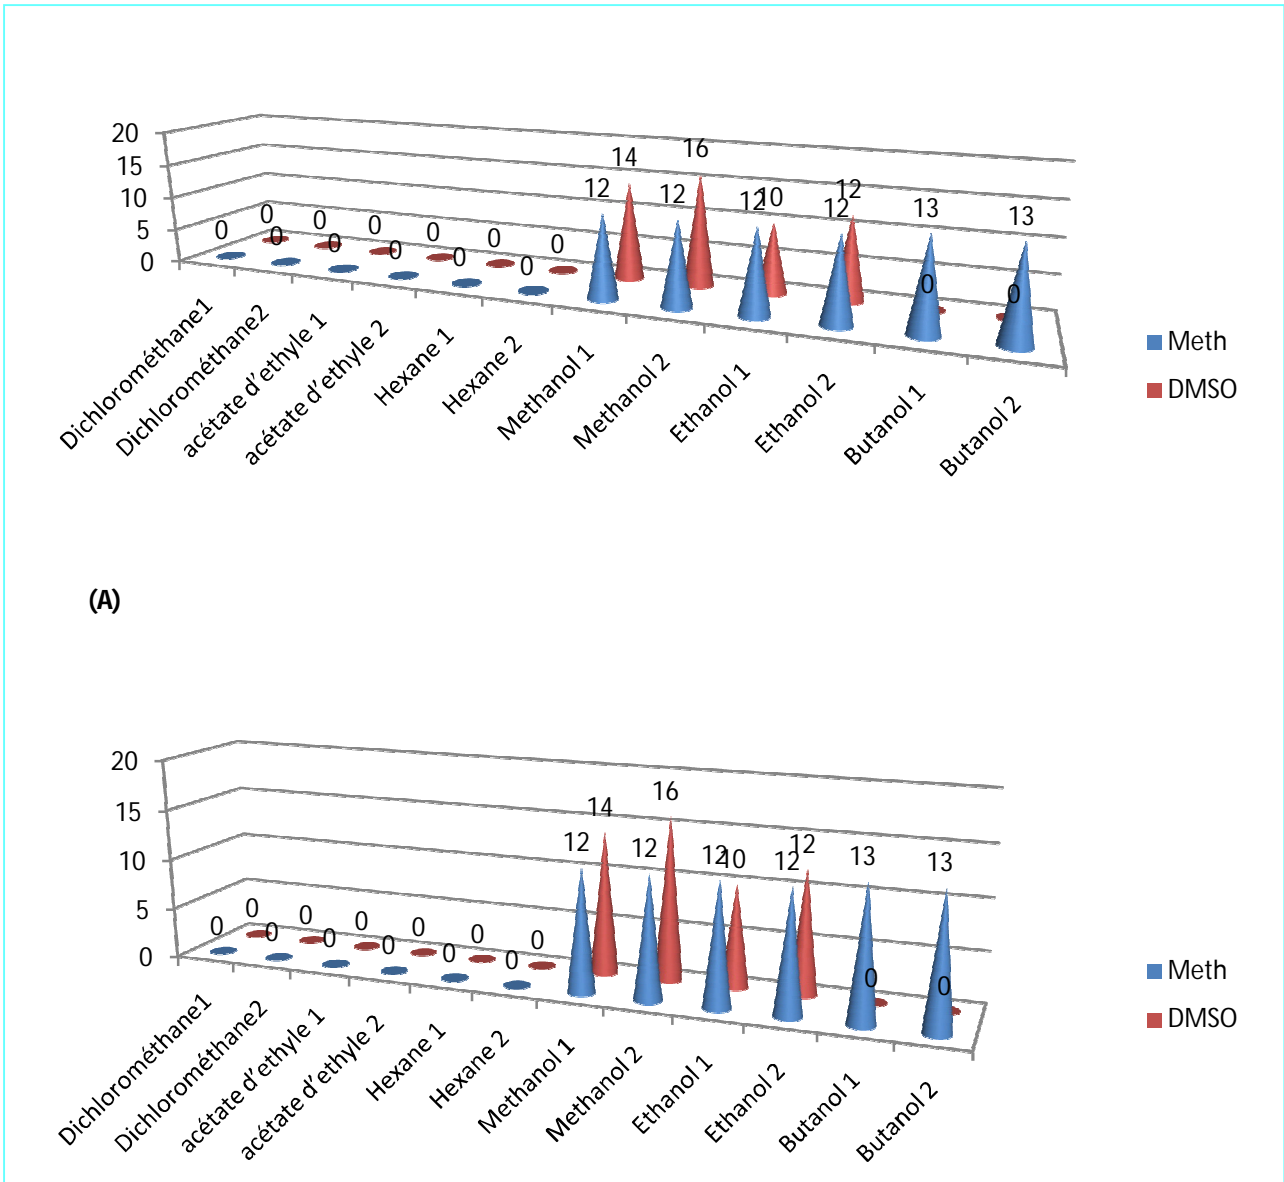 20
15
10
5
0
0 0 0 0 0 0 0 0 0 0 0 0 12 14 12 16 12 10 12 12 13 0 13 0
Dichlorométhane1
Dichlorométhane2
acétate d’ethyle 1
acétate d’ethyle 2
Hexane 1
Hexane 2
Methanol 1
Methanol 2
Ethanol 1
Ethanol 2
Butanol 1
Butanol 2
Meth
DMSO
(A)
20
15
10
5
0
0 0 0 0 0 0 0 0 0 0 0 0 12 14 12 16 12 10 12 12 13 0 13 0
Dichlorométhane1
Dichlorométhane2
acétate d’ethyle 1
acétate d’ethyle 2
Hexane 1
Hexane 2
Methanol 1
Methanol 2
Ethanol 1
Ethanol 2
Butanol 1
Butanol 2
Meth
DMSO